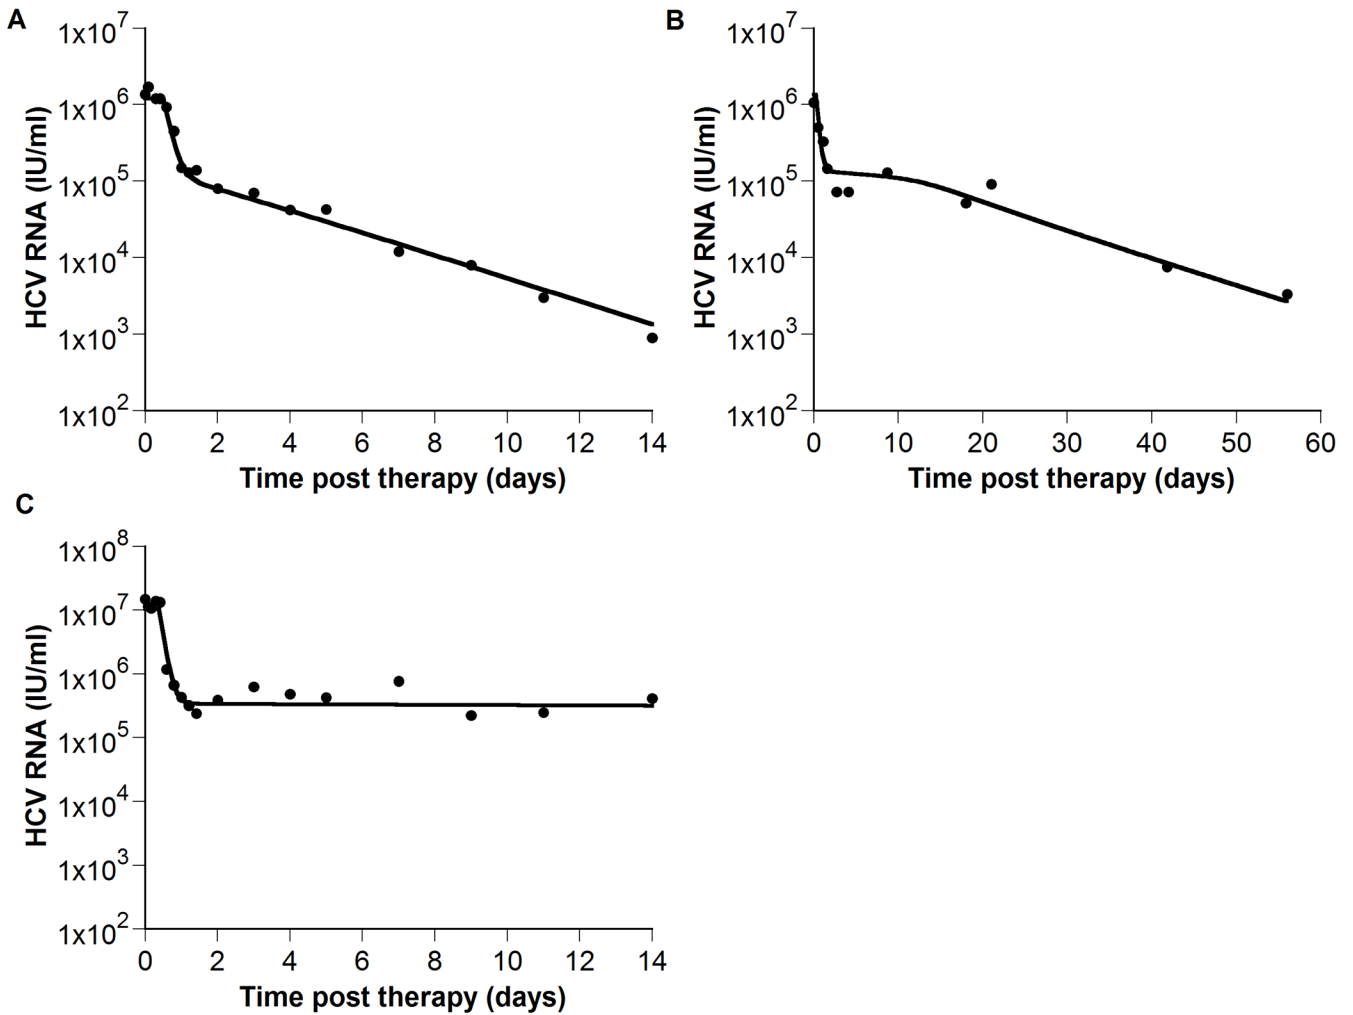 A
HCV RNA (IU/ml)
1x10^7
1x10^6
1x10^5
1x10^4
1x10^3
1x10^2
0 2 4 6 8 10 12 14
Time post therapy (days)
B
HCV RNA (IU/ml)
1x10^7
1x10^6
1x10^5
1x10^4
1x10^3
1x10^2
0 10 20 30 40 50 60
Time post therapy (days)
C
HCV RNA (IU/ml)
1x10^8
1x10^7
1x10^6
1x10^5
1x10^4
1x10^3
1x10^2
0 2 4 6 8 10 12 14
Time post therapy (days)